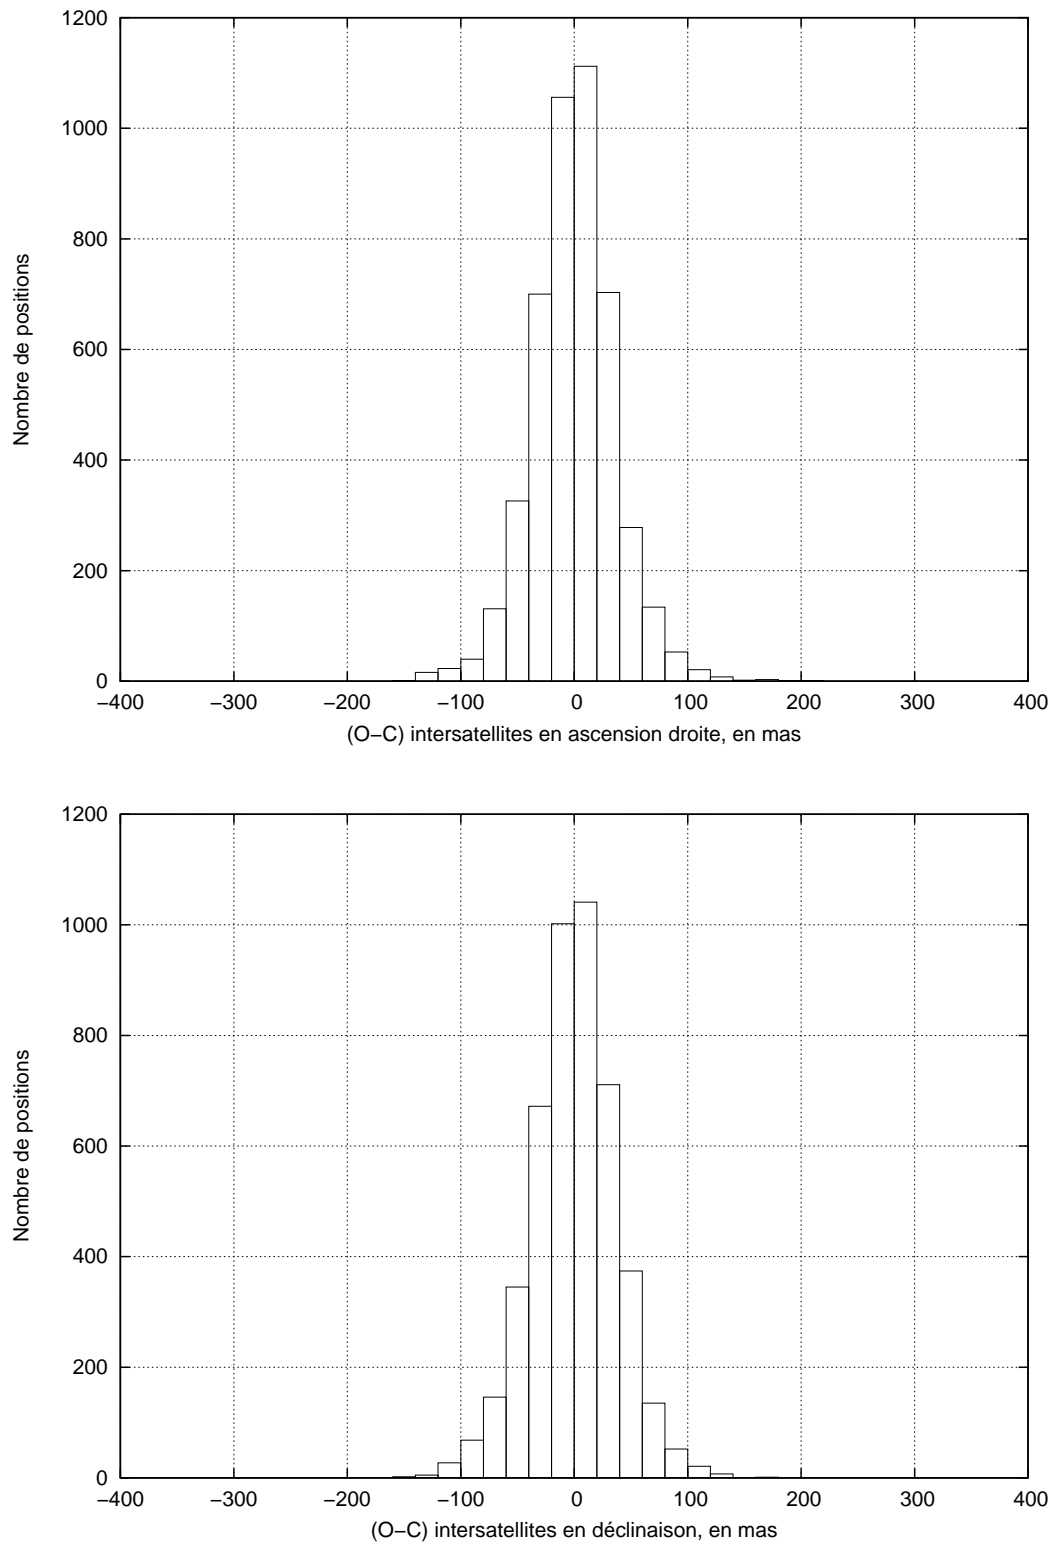 1200
1000
800
600
400
200
0
Nombre de positions
−400 −300 −200 −100 0 100 200 300 400
(O−C) intersatellites en ascension droite, en mas
1200
1000
800
600
400
200
0
Nombre de positions
−400 −300 −200 −100 0 100 200 300 400
(O−C) intersatellites en déclinaison, en mas